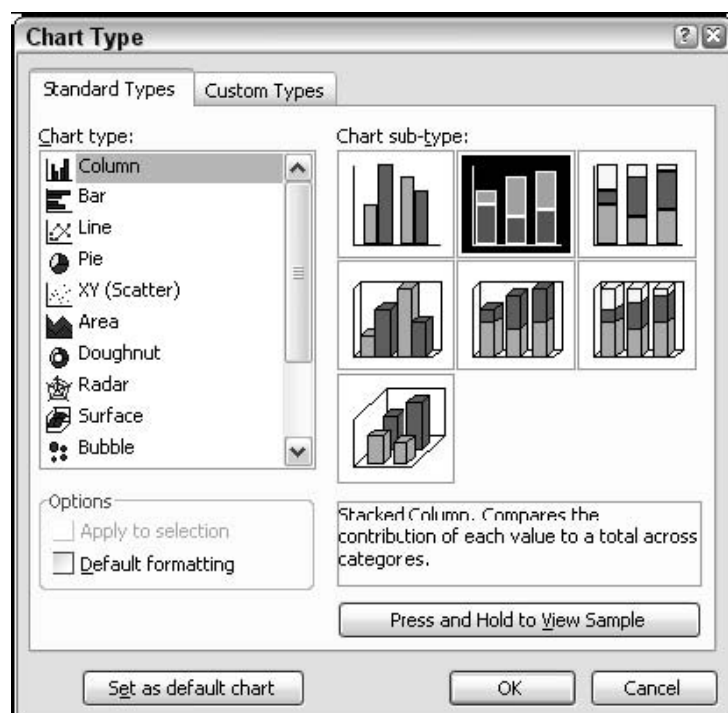 Chart Type
Standard Types
Custom Types
Chart type:
Column
Bar
Line
Pie
XY (Scatter)
Area
Doughnut
Radar
Surface
Bubble
Chart sub-type:
Options
Apply to selection
Default formatting
Stacked Column. Compares the
contribution of each value to a total across
categories.
Press and Hold to View Sample
Set as default chart
OK
Cancel